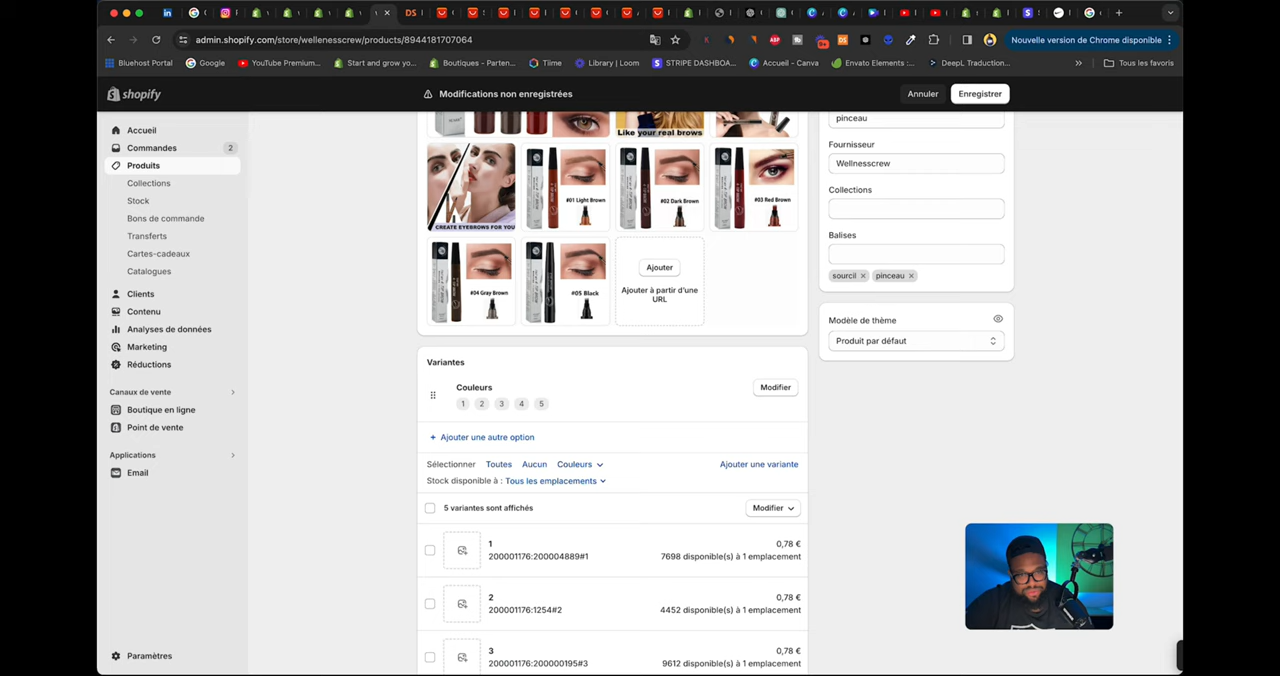 DS
admin.shopify.com/store/wellnesscrew/products/8944181707064
ABP
9+
DS
Nouvelle version de Chrome disponible
Bluehost Portal
Google
YouTube Premium...
Start and grow yo...
Boutiques - Parten...
Tiime
Library | Loom
STRIPE DASHBOA...
Accueil - Canva
Envato Elements :...
DeepL Traduction...
»
Tous les favoris
shopify
Modifications non enregistrées
Annuler
Enregistrer
Accueil
Commandes
2
Produits
Collections
Stock
Bons de commande
Transferts
Cartes-cadeaux
Catalogues
Clients
Contenu
Analyses de données
Marketing
Réductions
Canaux de vente
Boutique en ligne
Point de vente
Applications
Email
Paramètres
Like your real brows
CREATE EYEBROWS FOR YOU
#01 Light Brown
#02 Dark Brown
#03 Red Brown
#04 Gray Brown
#05 Black
Ajouter
Ajouter à partir d'une
URL
Variantes
Couleurs
1 2 3 4 5
Modifier
+ Ajouter une autre option
Sélectionner Toutes Aucun Couleurs
Ajouter une variante
Stock disponible à : Tous les emplacements
5 variantes sont affichés
Modifier
1
0,78 €
200001176:200004889#1
7698 disponible(s) à 1 emplacement
2
0,78 €
200001176:1254#2
4452 disponible(s) à 1 emplacement
3
0,78 €
200001176:200000195#3
9612 disponible(s) à 1 emplacement
pinceau
Fournisseur
Wellnesscrew
Collections
Balises
sourcil × pinceau ×
Modèle de thème
Produit par défaut